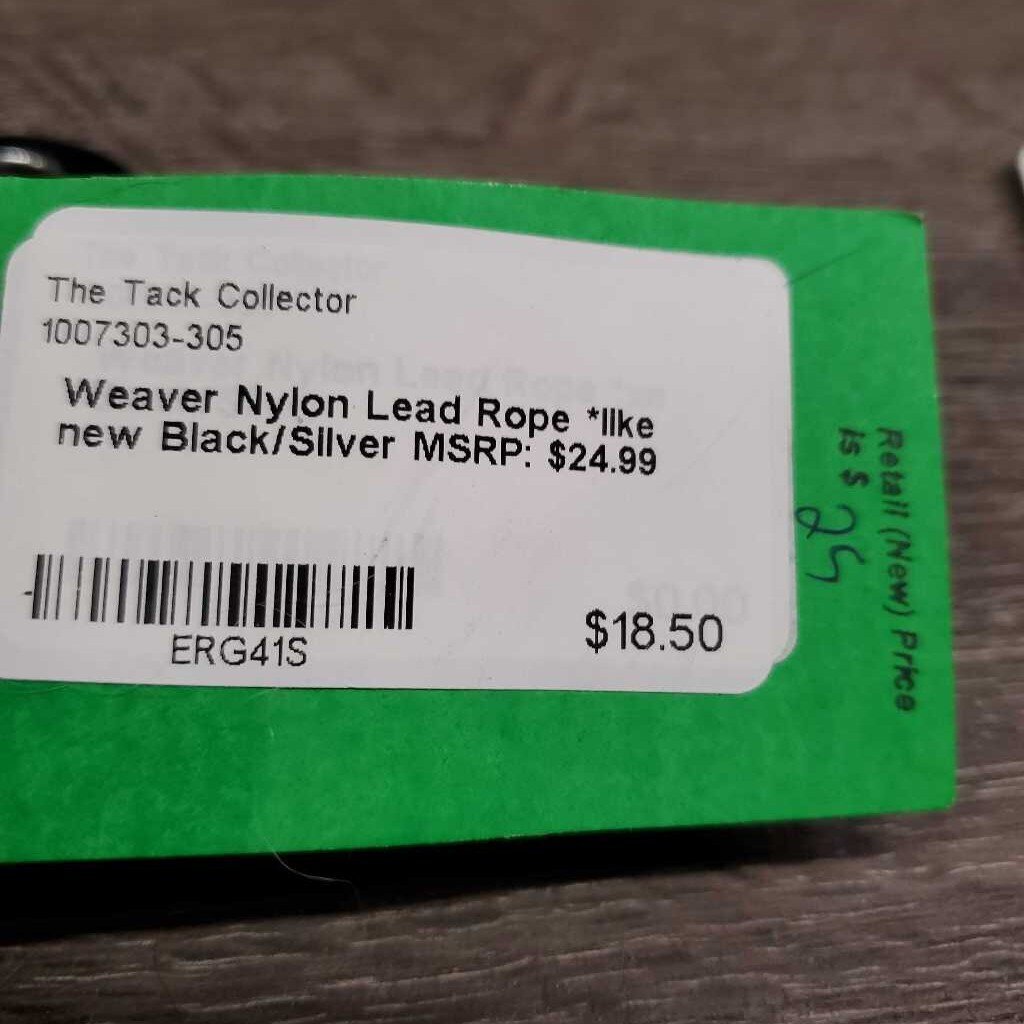 The Tack Collector
1007303-305
Weaver Nylon Lead Rope *like
new Black/Silver MSRP: $24.99
ERG41S
$18.50
Retail (New) Price
is $ 25